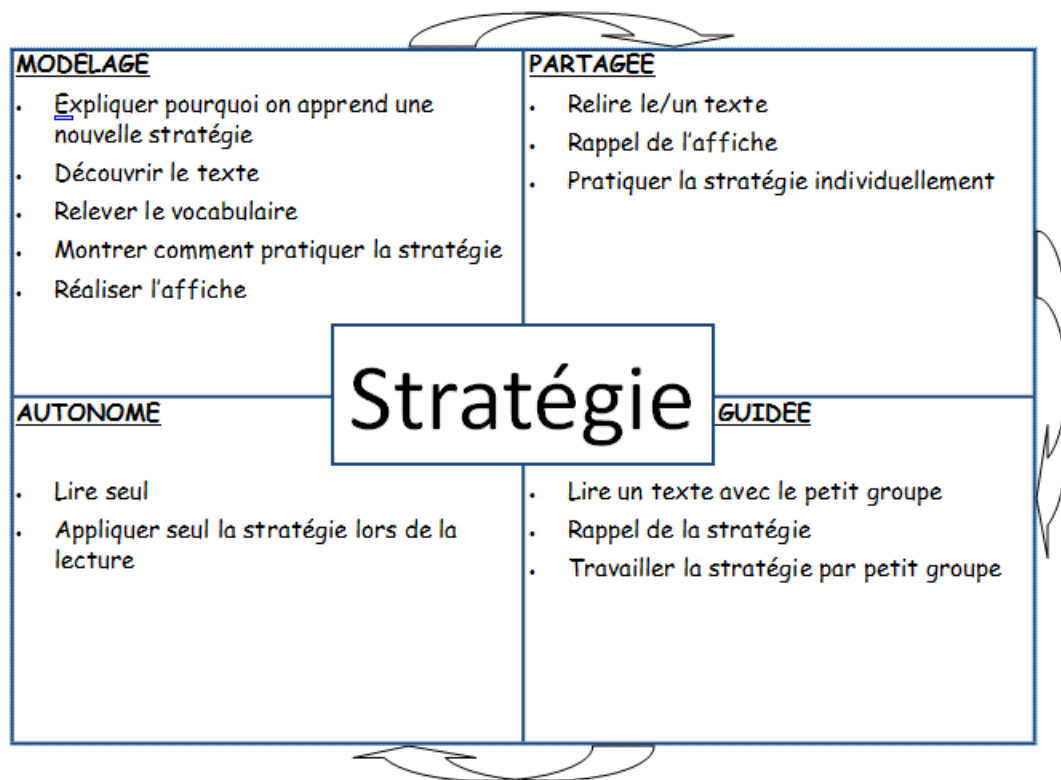 MODELAGE
• Expliquer pourquoi on apprend une
nouvelle stratégie
• Découvrir le texte
• Relever le vocabulaire
• Montrer comment pratiquer la stratégie
• Réaliser l'affiche
PARTAGEE
• Relire le/un texte
• Rappel de l'affiche
• Pratiquer la stratégie individuellement
Stratégie
AUTONOME
• Lire seul
• Appliquer seul la stratégie lors de la
lecture
GUIDEE
• Lire un texte avec le petit groupe
• Rappel de la stratégie
• Travailler la stratégie par petit groupe